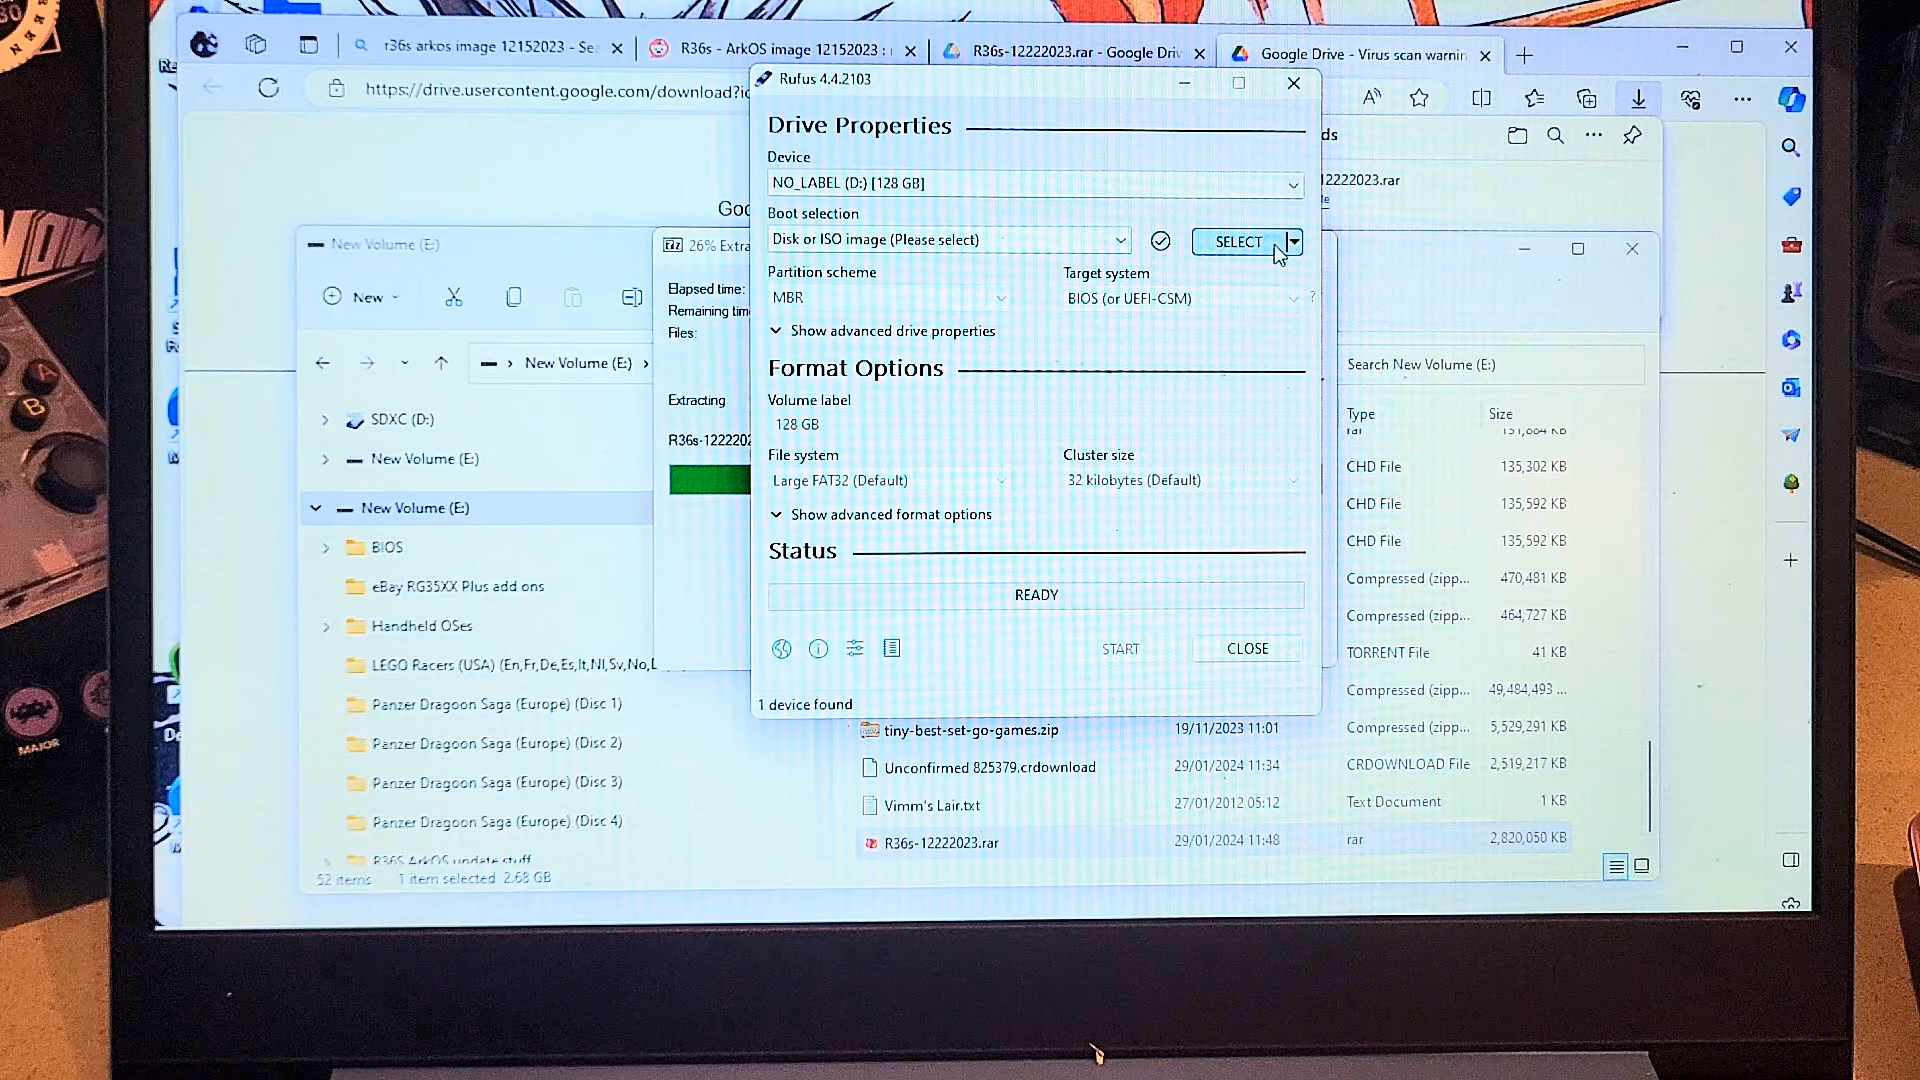 r36s arkos image 12152023 - Se
R36s - ArkOS image 12152023 :
R36s-12222023.rar - Google Driv
Google Drive - Virus scan warnin
https://drive.usercontent.google.com/download?id
Rufus 4.4.2103
Drive Properties
Device
NO_LABEL (D:) [128 GB]
Boot selection
Disk or ISO image (Please select)
SELECT
Partition scheme
Target system
MBR
BIOS (or UEFI-CSM)
?
Show advanced drive properties
Format Options
Volume label
128 GB
File system
Cluster size
Large FAT32 (Default)
32 kilobytes (Default)
Show advanced format options
Status
READY
START
CLOSE
1 device found
ds
12222023.rar
Goo
26% Extra
Elapsed time:
Remaining tim
Files:
Extracting
R36s-1222202
New Volume (E:)
New
New Volume (E:)
Search New Volume (E:)
SDXC (D:)
New Volume (E:)
New Volume (E:)
BIOS
eBay RG35XX Plus add ons
Handheld OSes
LEGO Racers (USA) (En,Fr,De,Es,It,Nl,Sv,No,D
Panzer Dragoon Saga (Europe) (Disc 1)
Panzer Dragoon Saga (Europe) (Disc 2)
Panzer Dragoon Saga (Europe) (Disc 3)
Panzer Dragoon Saga (Europe) (Disc 4)
R36S ArkOS update stuff
52 items
1 item selected 2.68 GB
Type
Size
CHD File
135,302 KB
CHD File
135,592 KB
CHD File
135,592 KB
Compressed (zipp...
470,481 KB
Compressed (zipp...
464,727 KB
TORRENT File
41 KB
Compressed (zipp...
49,484,493 ...
tiny-best-set-go-games.zip
19/11/2023 11:01
Compressed (zipp...
5,529,291 KB
Unconfirmed 825379.crdownload
29/01/2024 11:34
CRDOWNLOAD File
2,519,217 KB
Vimm's Lair.txt
27/01/2012 05:12
Text Document
1 KB
R36s-12222023.rar
29/01/2024 11:48
rar
2,820,050 KB
A
B
MAJOR